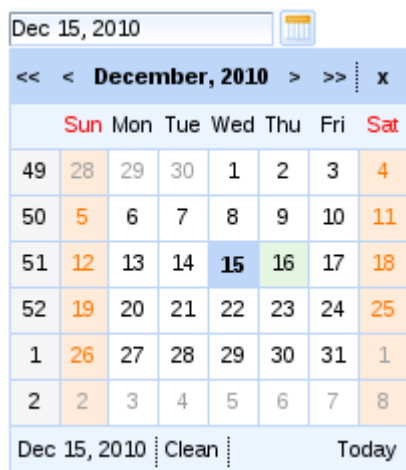 Dec 15, 2010
<< < December, 2010 > >> x
Sun Mon Tue Wed Thu Fri Sat
49 28 29 30 1 2 3 4
50 5 6 7 8 9 10 11
51 12 13 14 15 16 17 18
52 19 20 21 22 23 24 25
1 26 27 28 29 30 31 1
2 2 3 4 5 6 7 8
Dec 15, 2010 Clean Today